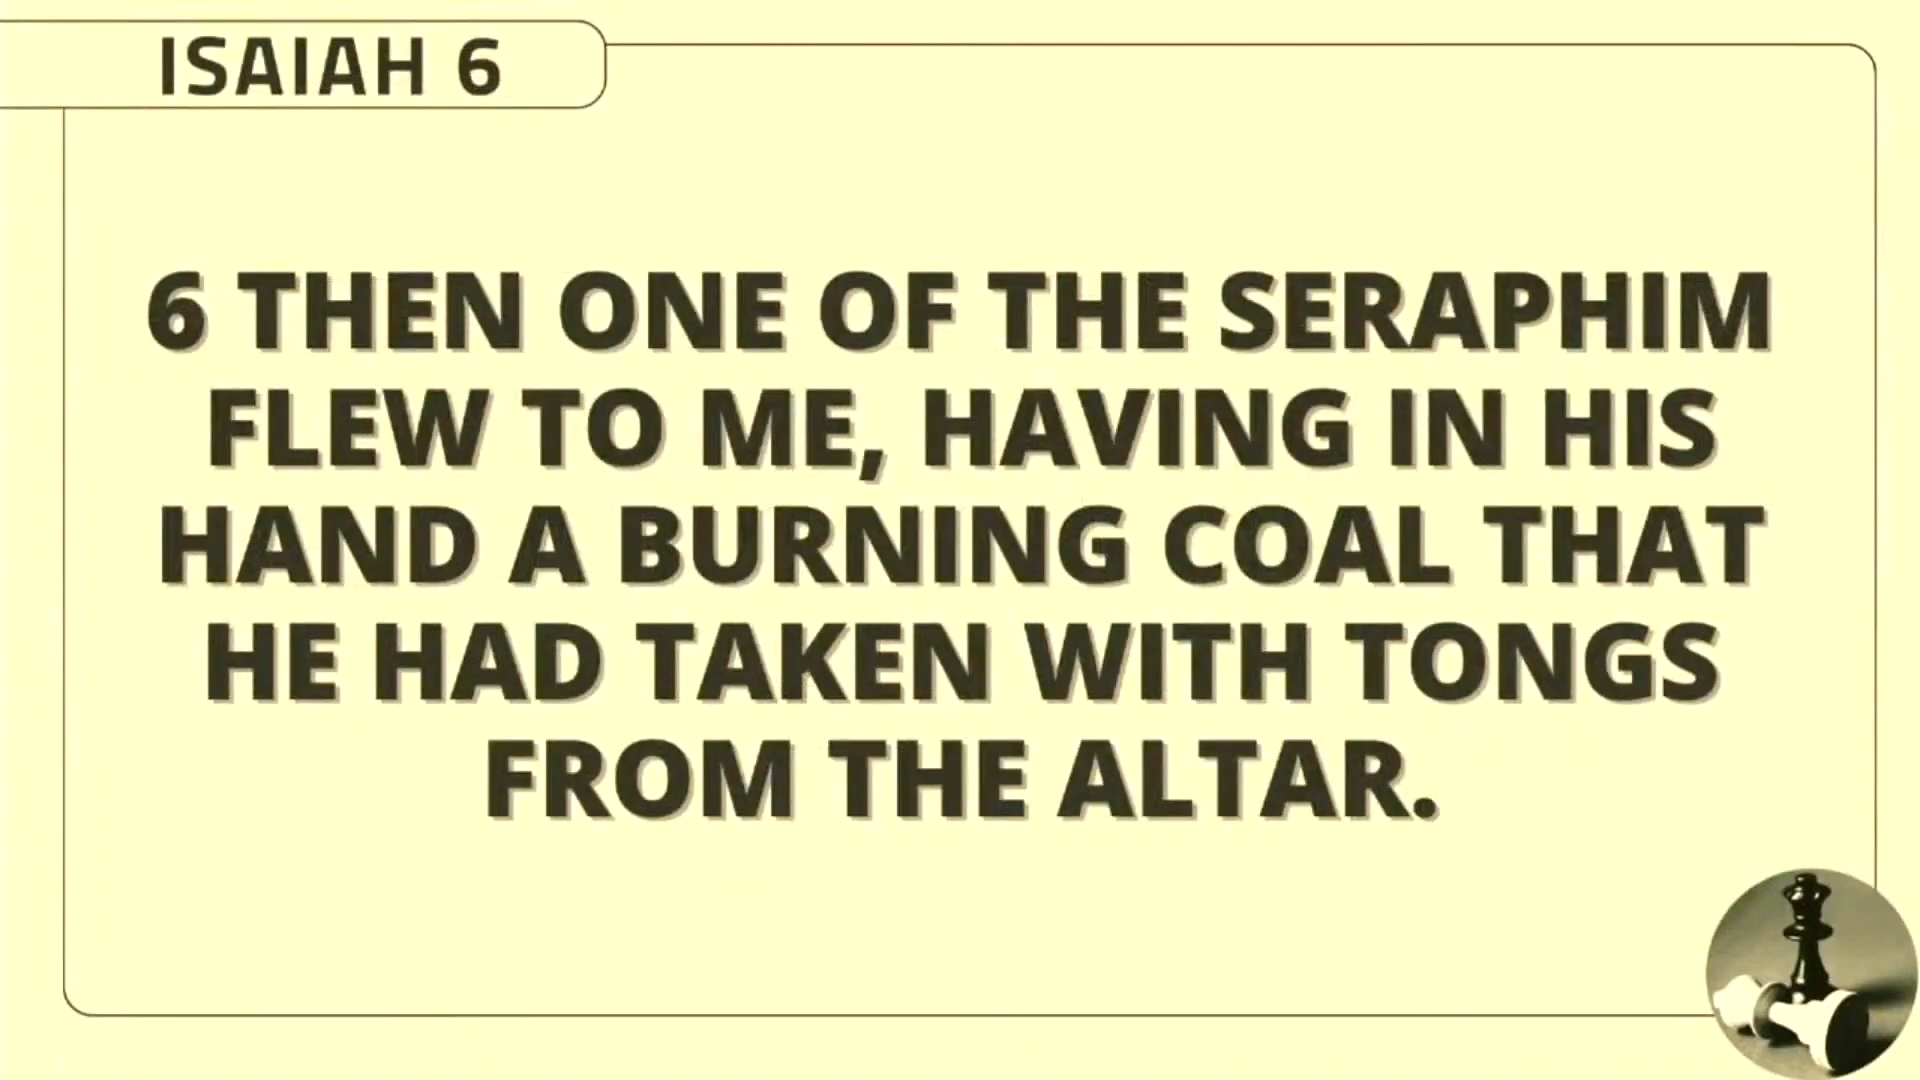 ISAIAH 6
6 THEN ONE OF THE SERAPHIM
FLEW TO ME, HAVING IN HIS
HAND A BURNING COAL THAT
HE HAD TAKEN WITH TONGS
FROM THE ALTAR.